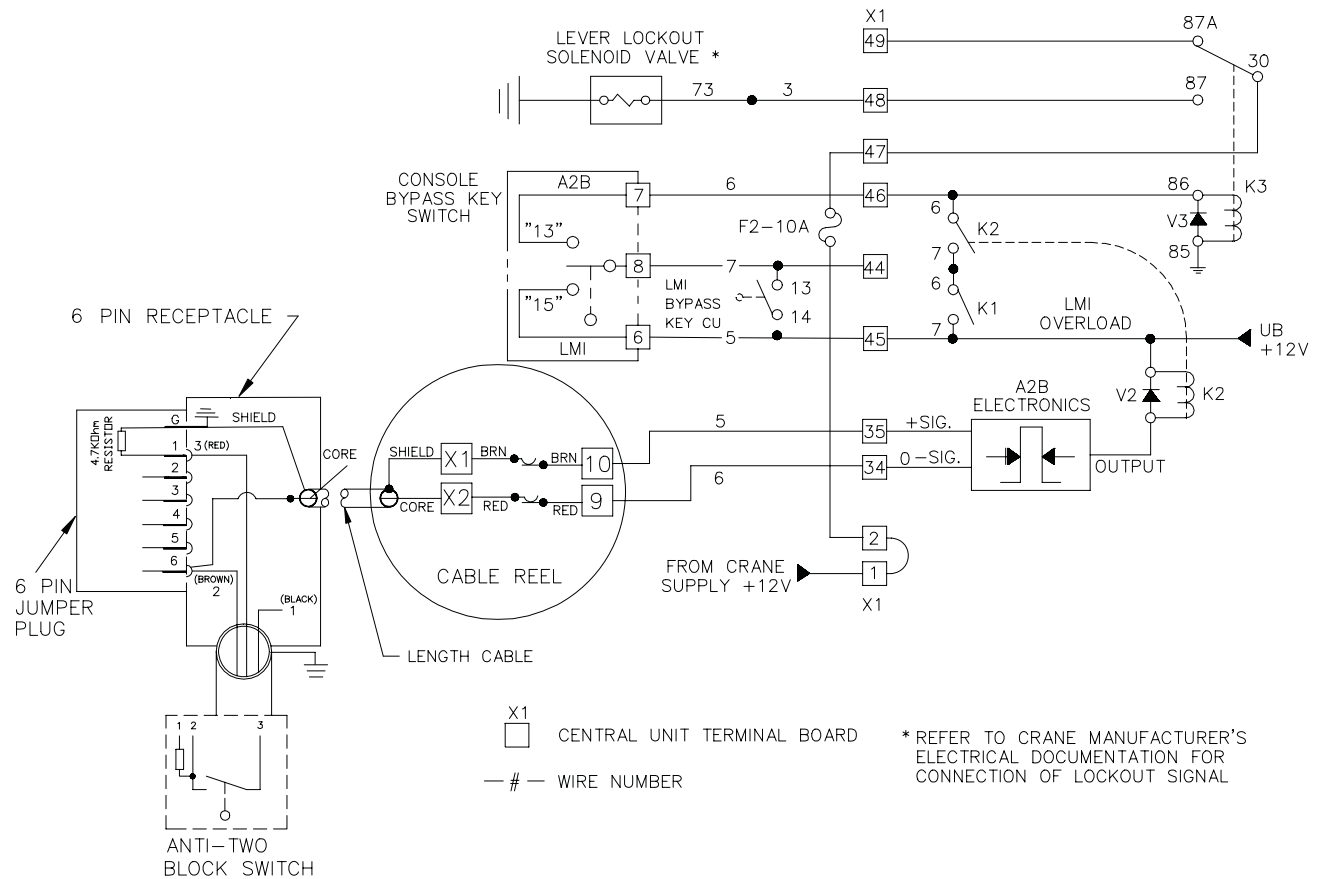 X1
87A
LEVER LOCKOUT
SOLENOID VALVE *
49
30
73
3
48
87
47
CONSOLE
BYPASS KEY
SWITCH
A2B
7
6
46
86
K3
"13"
F2-10A
6
K2
V3
7
85
8
7
44
"15"
LMI
BYPASS
KEY CU
13
14
6
K1
7
LMI
OVERLOAD
LMI
6
5
45
UB
+12V
6 PIN RECEPTACLE
A2B
ELECTRONICS
V2
K2
4.7KOhm
RESISTOR
G
SHIELD
1
3 (RED)
CORE
2
3
4
5
6
(BROWN)
2
(BLACK)
1
SHIELD
X1
BRN
BRN
10
5
35
+SIG.
CORE
X2
RED
RED
9
6
34
0-SIG.
OUTPUT
CABLE REEL
2
FROM CRANE
SUPPLY +12V
1
X1
6 PIN
JUMPER
PLUG
LENGTH CABLE
1 2 3
ANTI-TWO
BLOCK SWITCH
X1
CENTRAL UNIT TERMINAL BOARD
-#- WIRE NUMBER
* REFER TO CRANE MANUFACTURER'S
ELECTRICAL DOCUMENTATION FOR
CONNECTION OF LOCKOUT SIGNAL